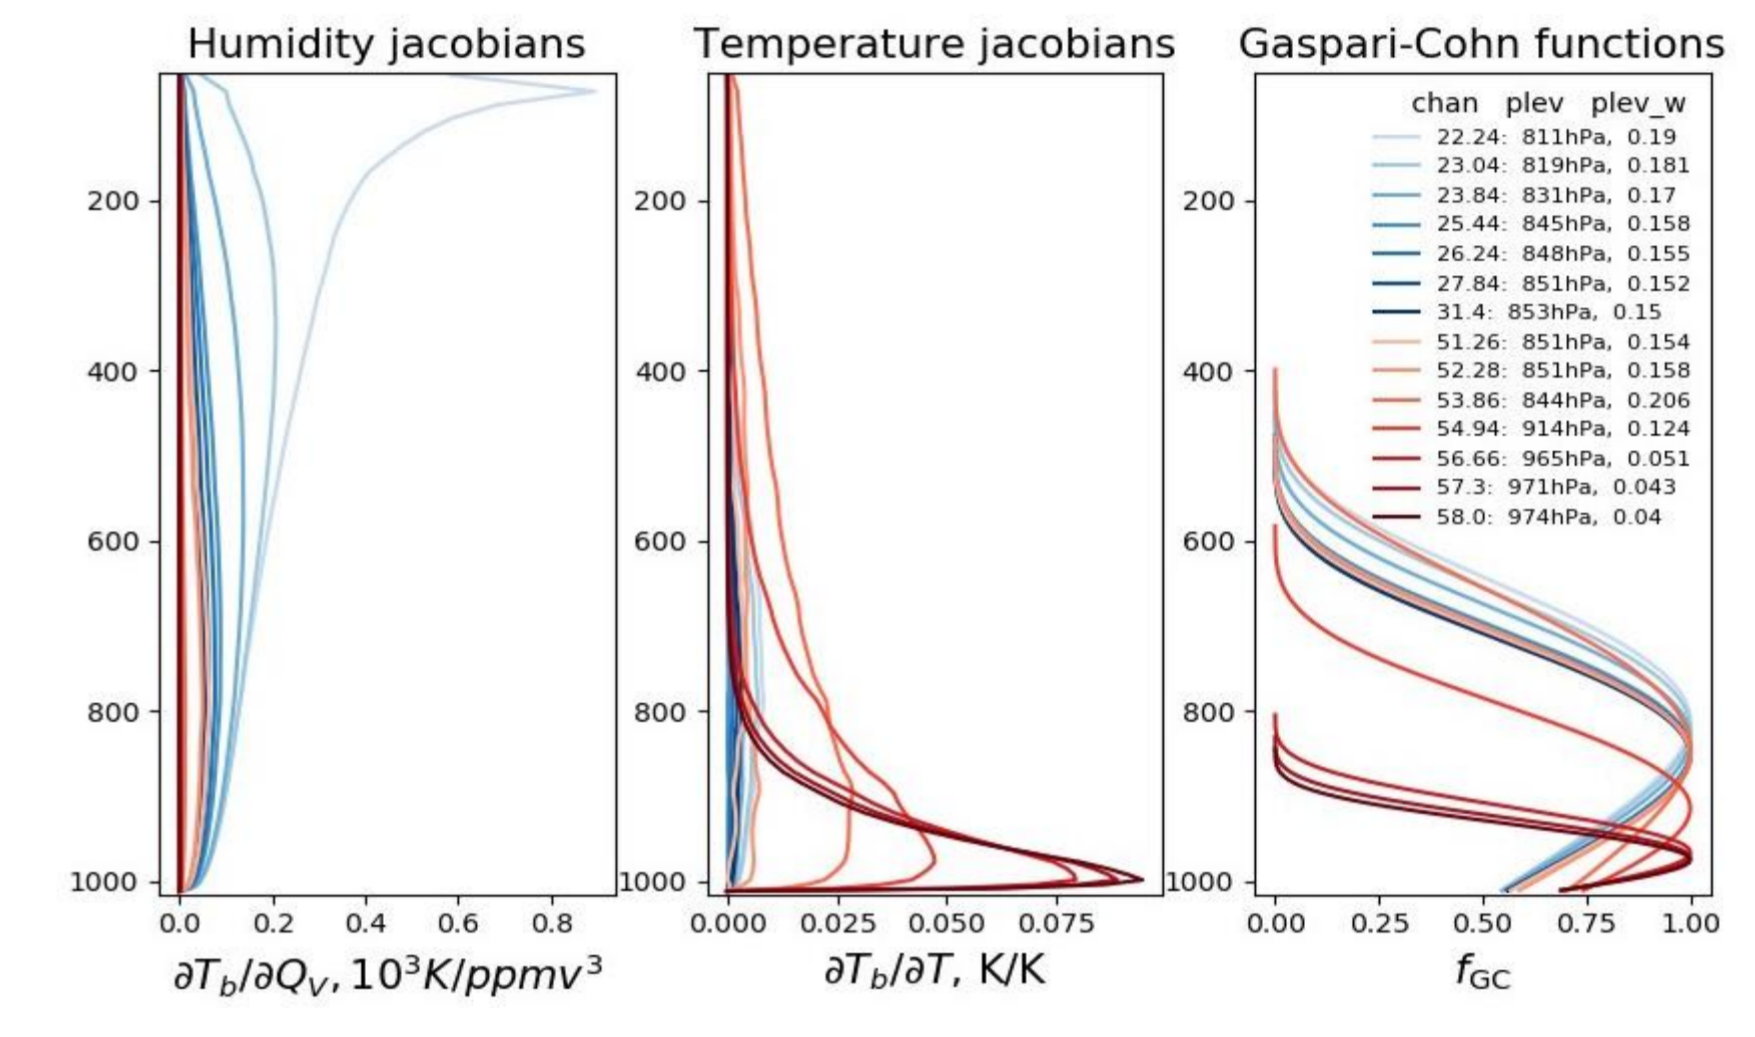 Humidity jacobians
200
400
600
800
1000
0.0 0.2 0.4 0.6 0.8
∂T_b/∂Q_V, 10³K/ppmv³
Temperature jacobians
200
400
600
800
1000
0.000 0.025 0.050 0.075
∂T_b/∂T, K/K
Gaspari-Cohn functions
chan plev plev_w
22.24: 811hPa, 0.19
23.04: 819hPa, 0.181
23.84: 831hPa, 0.17
25.44: 845hPa, 0.158
26.24: 848hPa, 0.155
27.84: 851hPa, 0.152
31.4: 853hPa, 0.15
51.26: 851hPa, 0.154
52.28: 851hPa, 0.158
53.86: 844hPa, 0.206
54.94: 914hPa, 0.124
56.66: 965hPa, 0.051
57.3: 971hPa, 0.043
58.0: 974hPa, 0.04
200
400
600
800
1000
0.00 0.25 0.50 0.75 1.00
f_GC